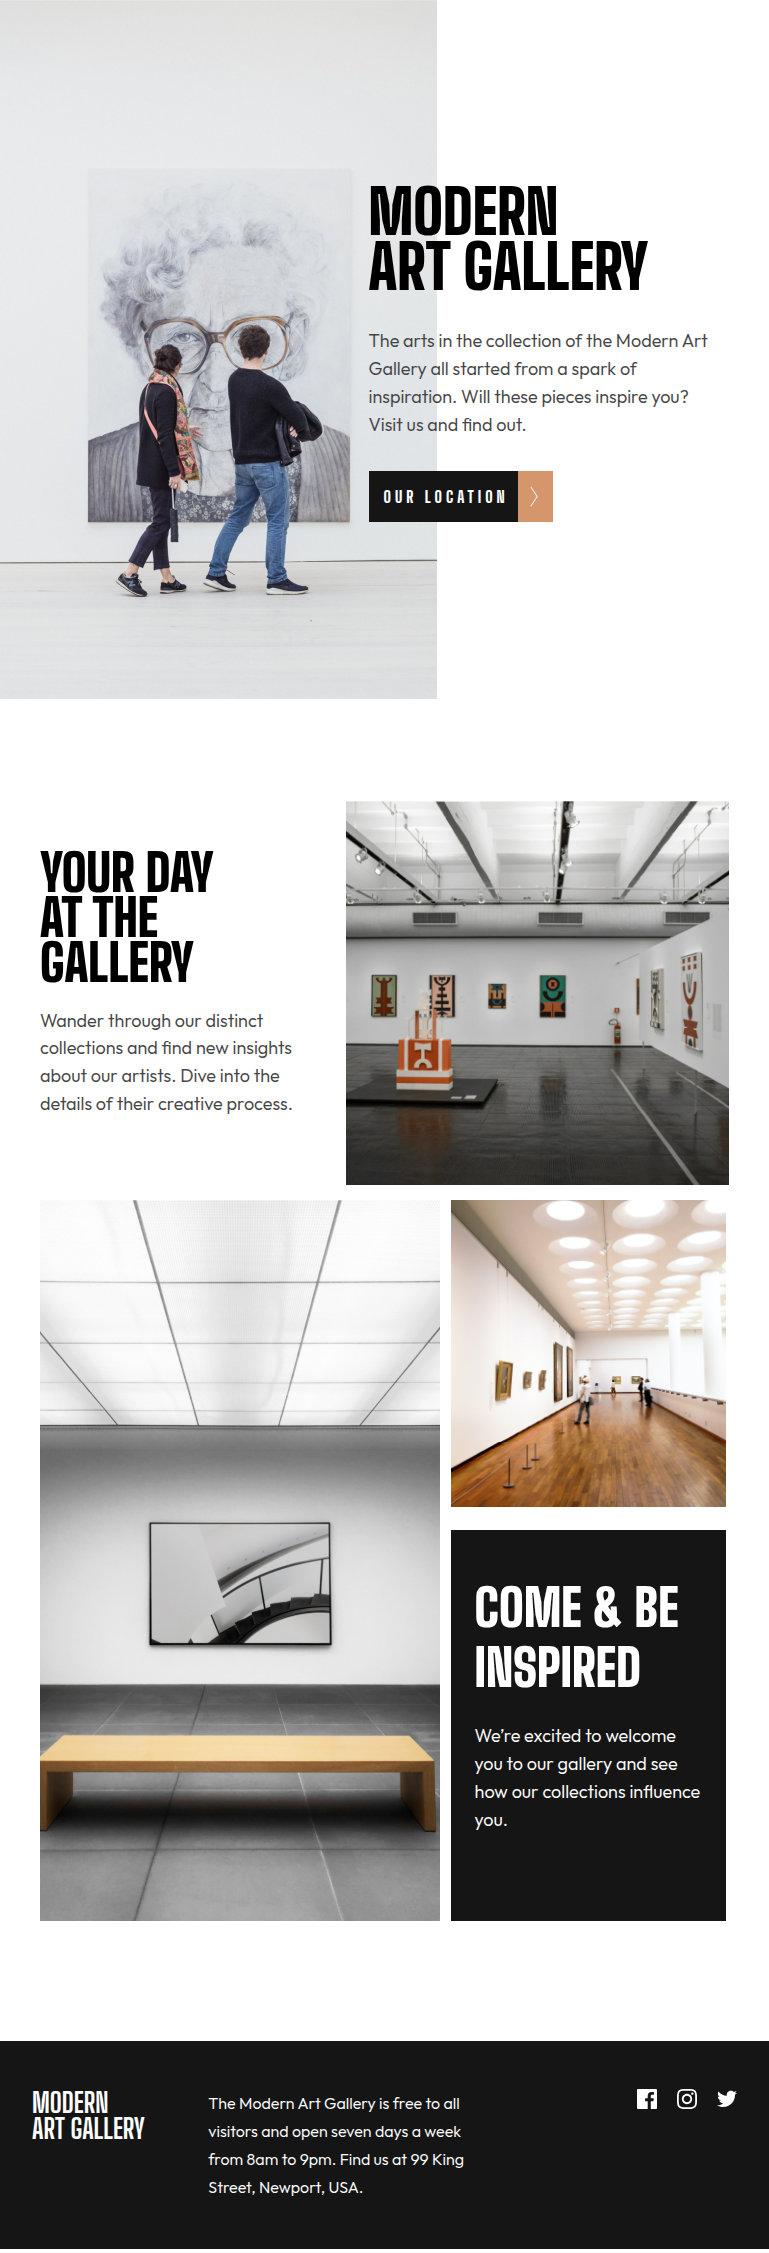 MODERN
ART GALLERY
The arts in the collection of the Modern Art
Gallery all started from a spark of
inspiration. Will these pieces inspire you?
Visit us and find out.
OUR LOCATION
YOUR DAY
AT THE
GALLERY
Wander through our distinct
collections and find new insights
about our artists. Dive into the
details of their creative process.
COME & BE
INSPIRED
We’re excited to welcome
you to our gallery and see
how our collections influence
you.
MODERN
ART GALLERY
The Modern Art Gallery is free to all
visitors and open seven days a week
from 8am to 9pm. Find us at 99 King
Street, Newport, USA.